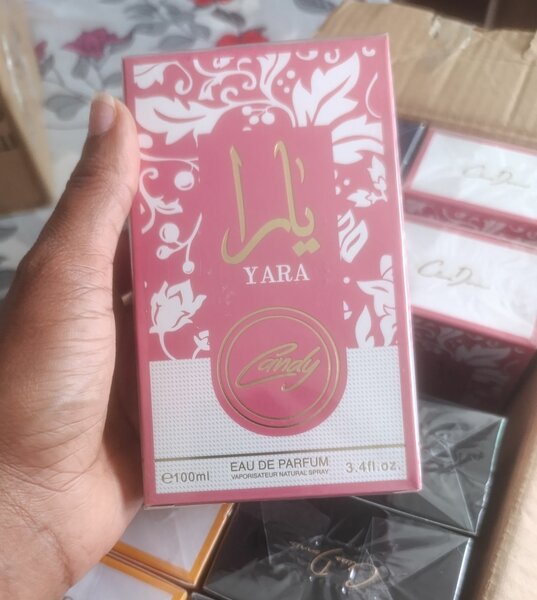 يارا
YARA
Candy
℮100ml
EAU DE PARFUM
VAPORISATEUR NATURAL SPRAY
3.4fl.oz.